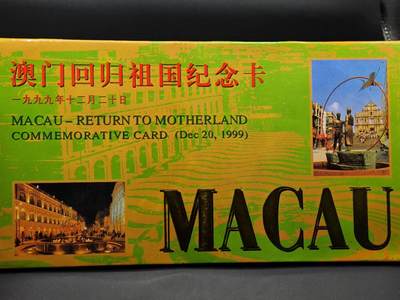 澳门回归祖国纪念卡
一九九九年十二月二十日
MACAU – RETURN TO MOTHERLAND
COMMEMORATIVE CARD (Dec 20, 1999)
MACAU